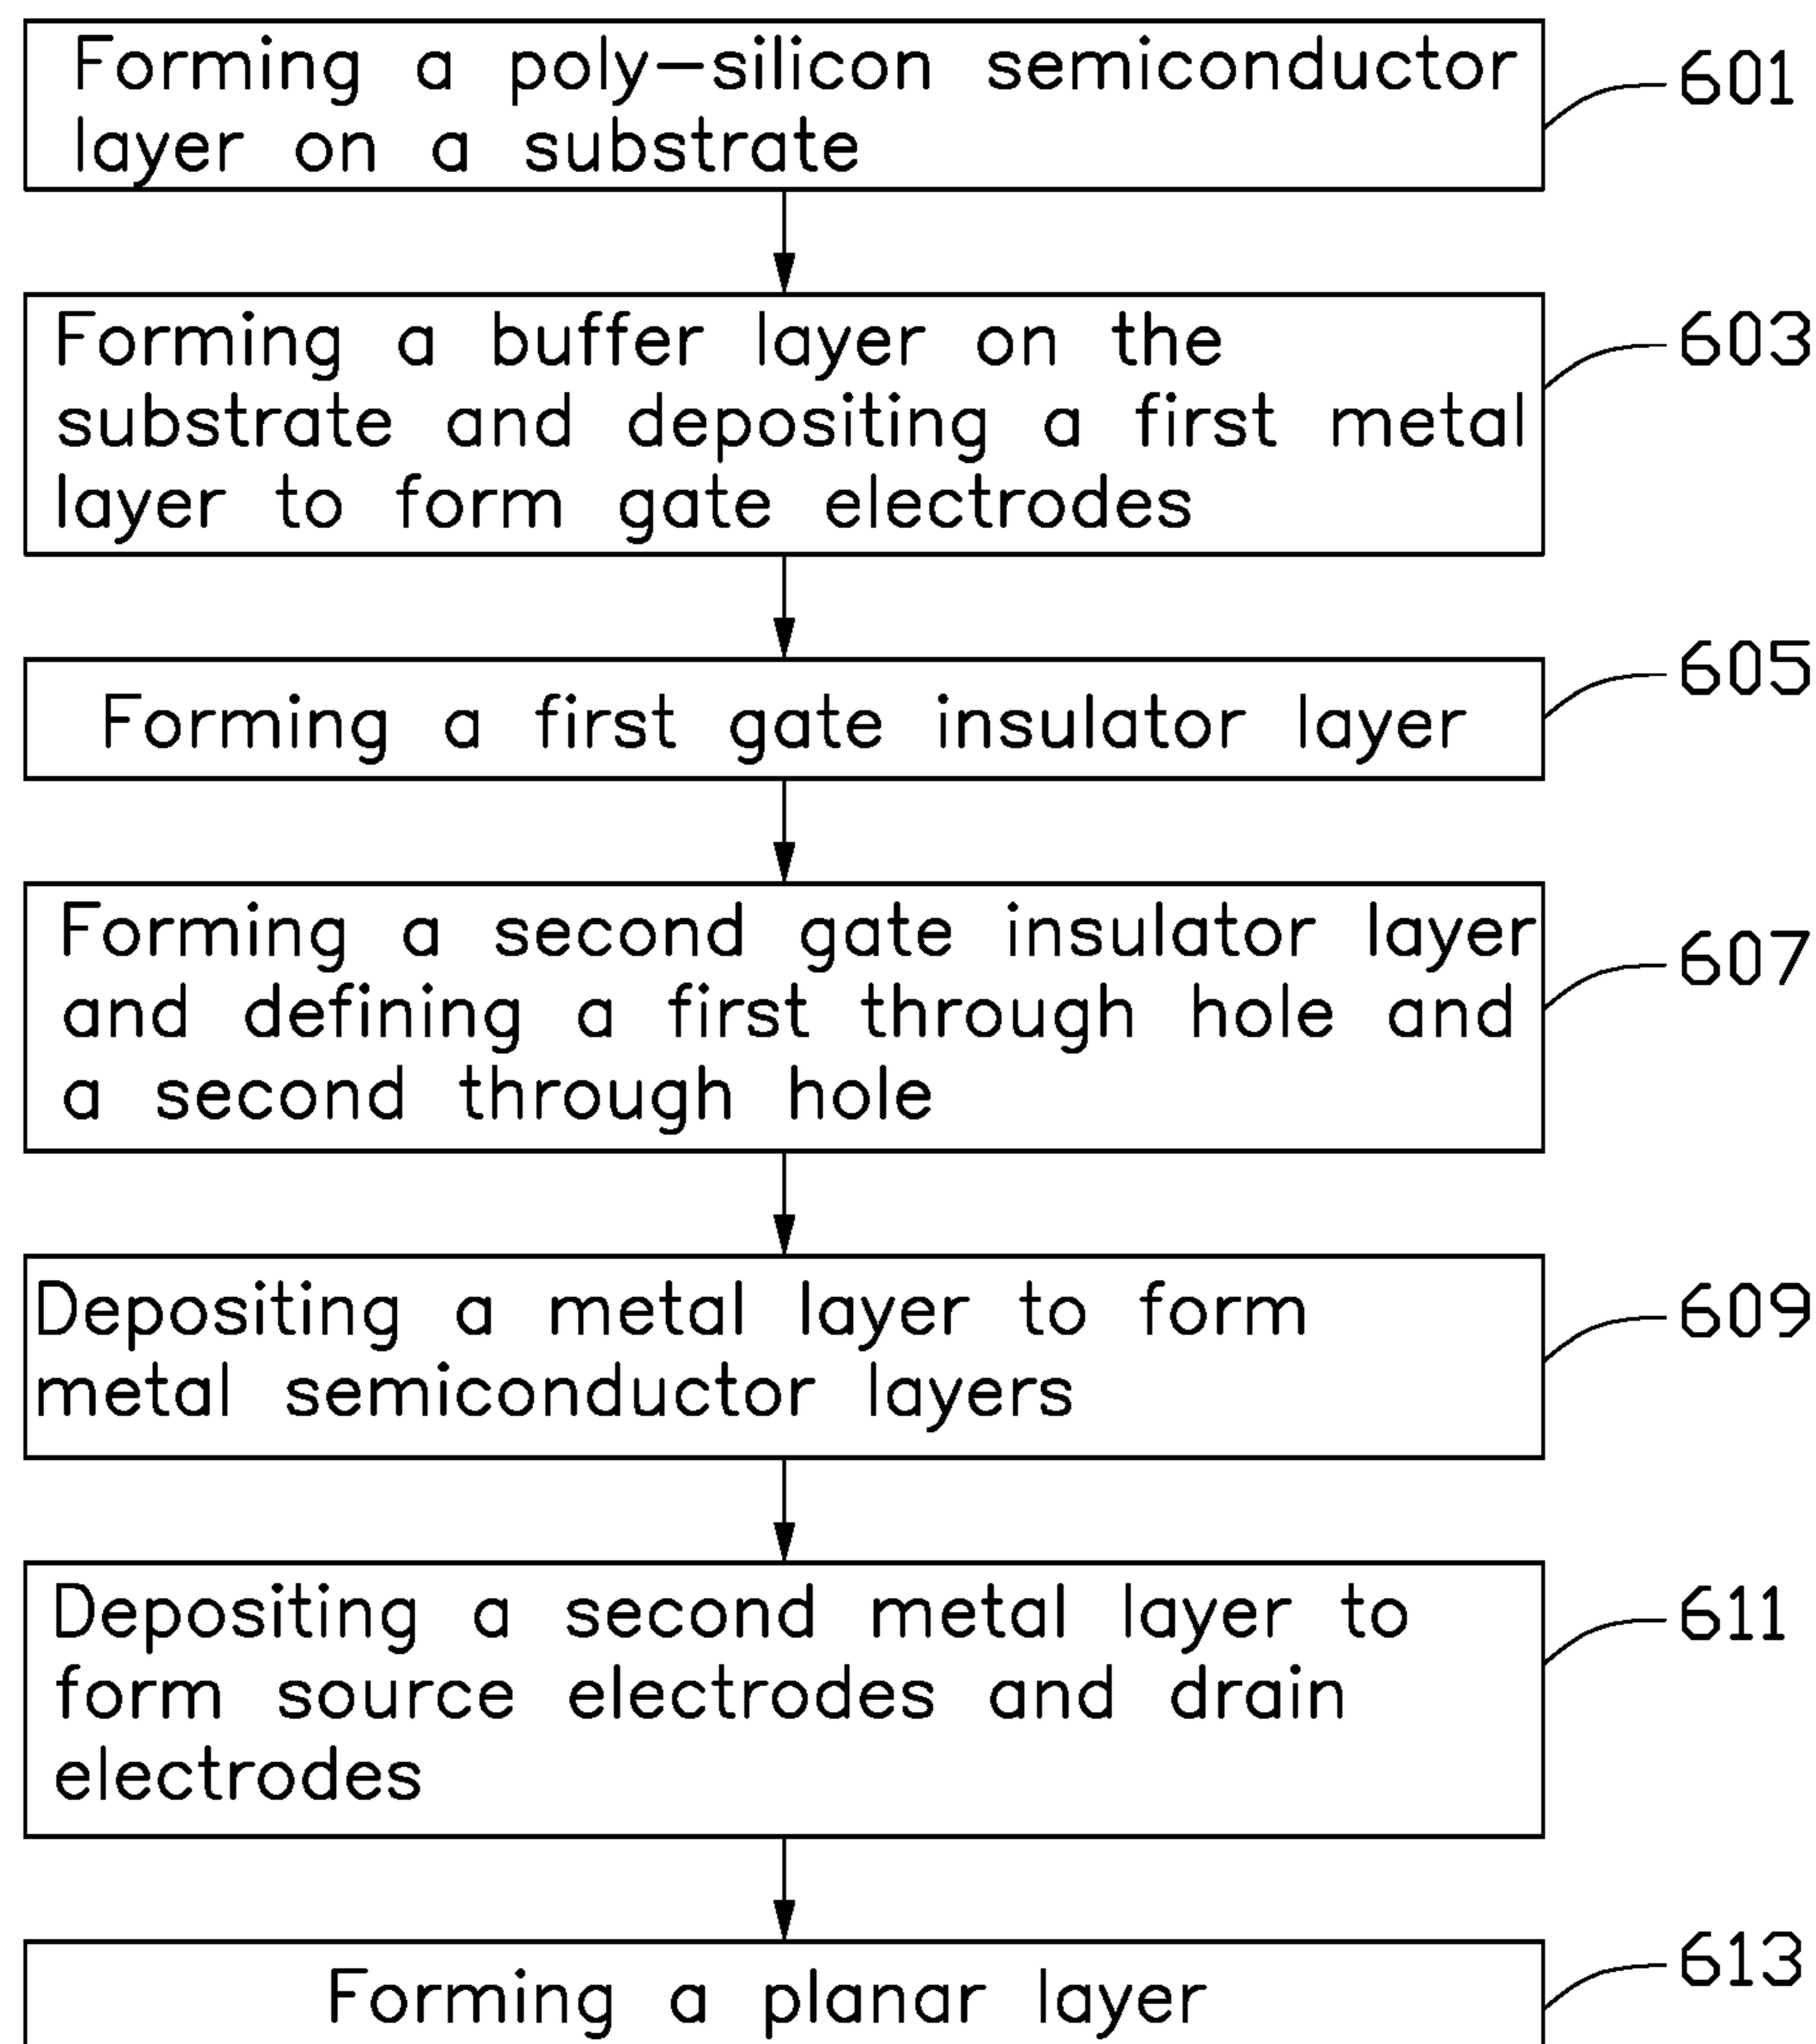 Forming a poly-silicon semiconductor
layer on a substrate
601
Forming a buffer layer on the
substrate and depositing a first metal
layer to form gate electrodes
603
Forming a first gate insulator layer
605
Forming a second gate insulator layer
and defining a first through hole and
a second through hole
607
Depositing a metal layer to form
metal semiconductor layers
609
Depositing a second metal layer to
form source electrodes and drain
electrodes
611
Forming a planar layer
613